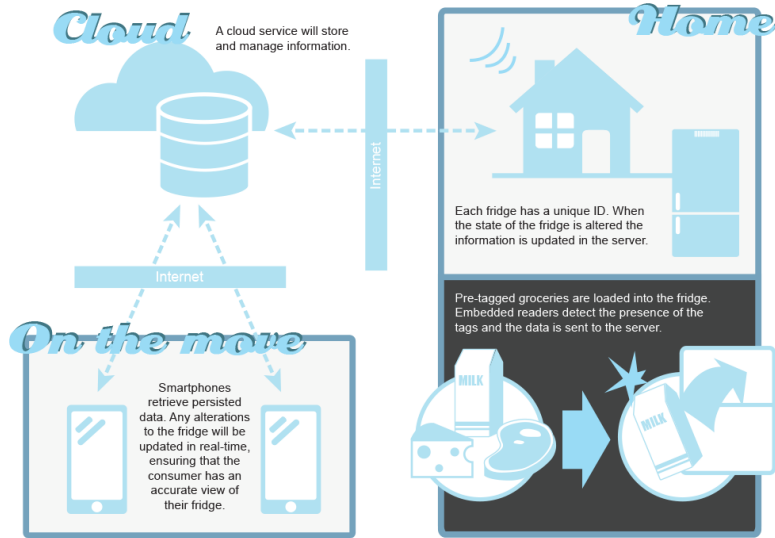 Cloud
A cloud service will store
and manage information.
Home
Internet
Each fridge has a unique ID. When
the state of the fridge is altered the
information is updated in the server.
Internet
Pre-tagged groceries are loaded into the fridge.
Embedded readers detect the presence of the
tags and the data is sent to the server.
MILK
MILK
On the move
Smartphones
retrieve persisted
data. Any alterations
to the fridge will be
updated in real-time,
ensuring that the
consumer has an
accurate view of
their fridge.